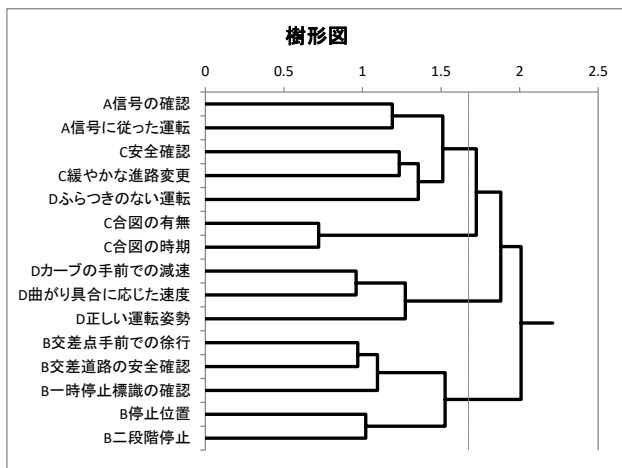 樹形図
0 0.5 1 1.5 2 2.5
A信号の確認
A信号に従った運転
C安全確認
C緩やかな進路変更
Dふらつきのない運転
C合図の有無
C合図の時期
Dカーブの手前での減速
D曲がり具合に応じた速度
D正しい運転姿勢
B交差点手前での徐行
B交差道路の安全確認
B一時停止標識の確認
B停止位置
B二段階停止